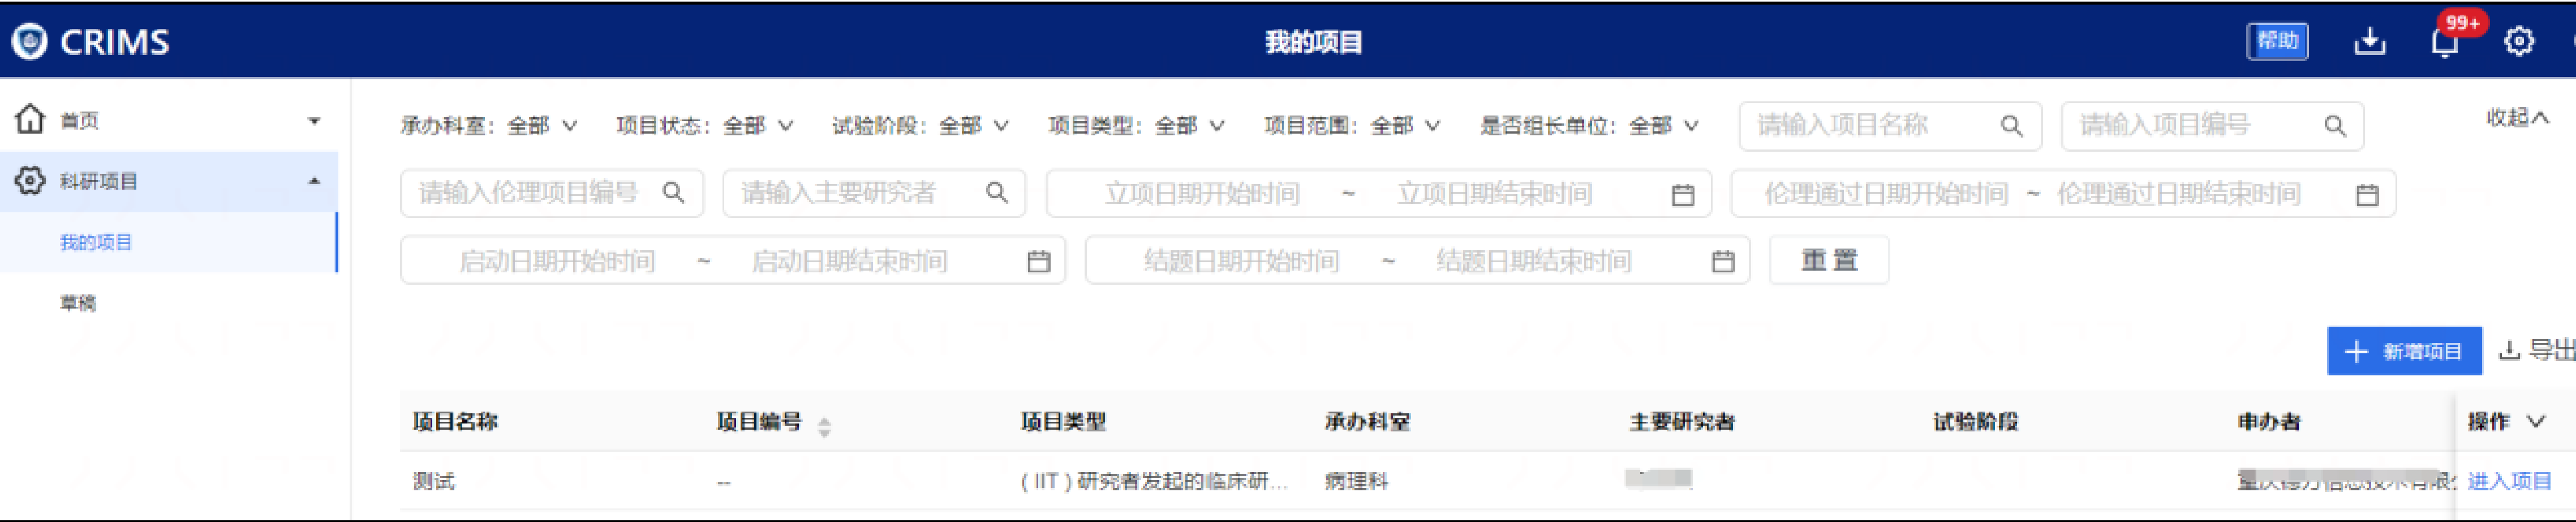 CRIMS 我的项目 帮助 99+
首页
科研项目
我的项目
草稿
承办科室：全部 项目状态：全部 试验阶段：全部 项目类型：全部 项目范围：全部 是否组长单位：全部 请输入项目名称 请输入项目编号 收起
请输入伦理项目编号 请输入主要研究者 立项日期开始时间 ~ 立项日期结束时间 伦理通过日期开始时间 ~ 伦理通过日期结束时间
启动日期开始时间 ~ 启动日期结束时间 结题日期开始时间 ~ 结题日期结束时间 重置
+ 新增项目 导出
项目名称 项目编号 项目类型 承办科室 主要研究者 试验阶段 申办者 操作
测试 -- （IIT）研究者发起的临床研... 病理科 进入项目